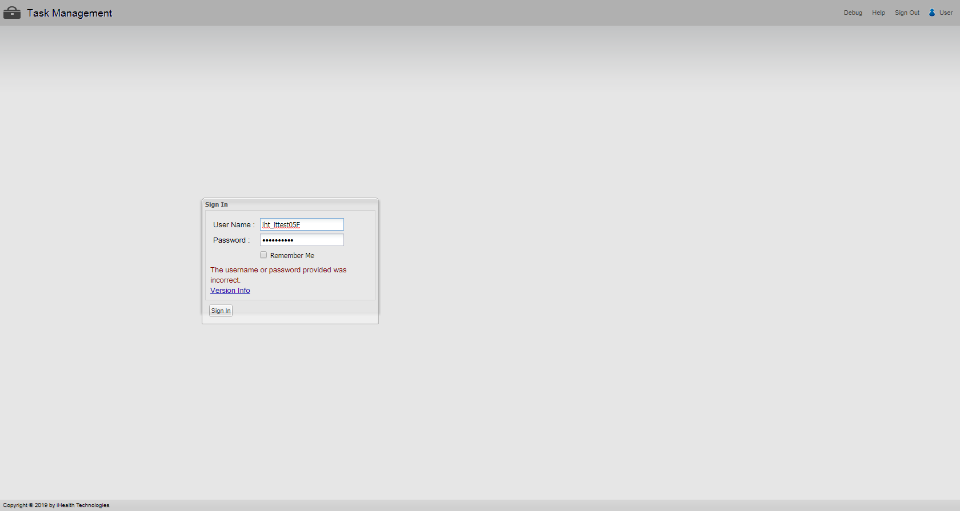 Task Management
Debug Help Sign Out User
Sign In
User Name :
Password :
Remember Me
The username or password provided was
incorrect.
Version Info
Sign In
Copyright © 2019 by iHealth Technologies